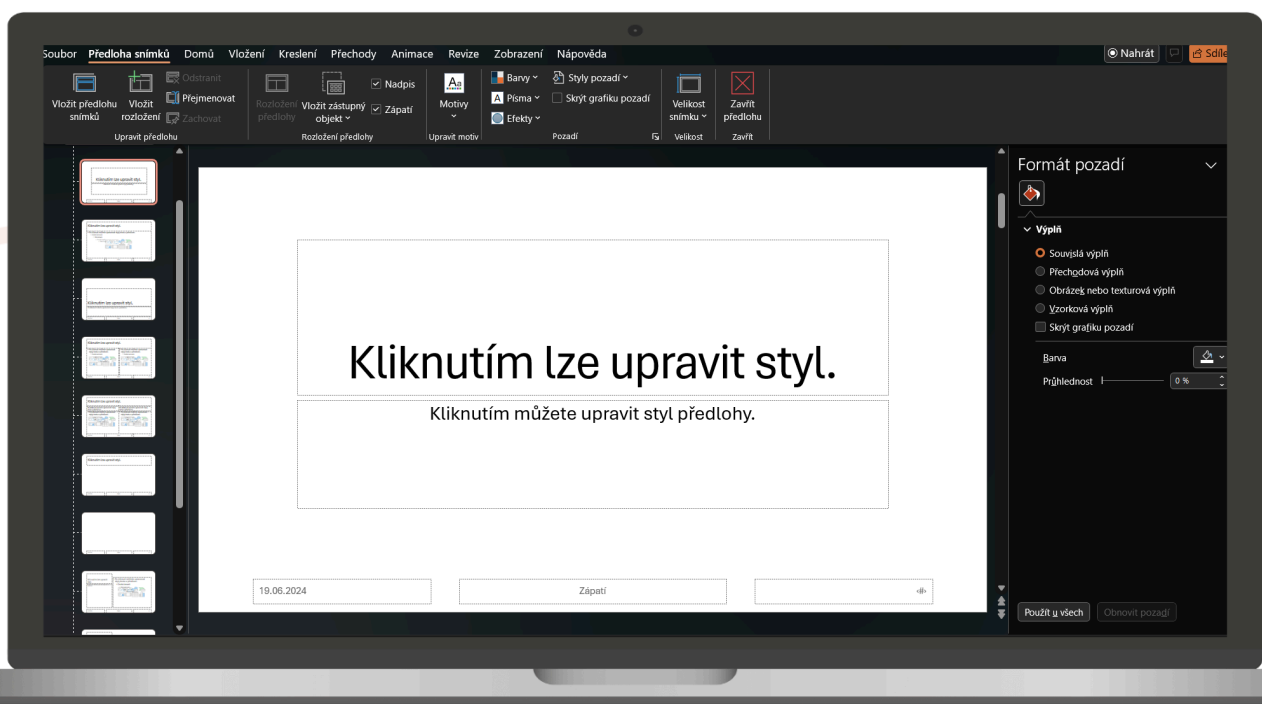 Soubor Předloha snímků Domů Vložení Kreslení Přechody Animace Revize Zobrazení Nápověda
Nahrát
Sdíle
Vložit předlohu snímků
Vložit rozložení
Odstranit
Přejmenovat
Zachovat
Upravit předlohu
Rozložení předlohy
Vložit zástupný objekt
Nadpis
Zápatí
Rozložení předlohy
Aa
Motivy
Upravit motiv
Barvy
A Písma
Efekty
Styly pozadí
Skrýt grafiku pozadí
Pozadí
Velikost snímku
Velikost
Zavřít předlohu
Zavřít
Kliknutím lze upravit styl.
Kliknutím můžete upravit styl předlohy.
19.06.2024
Zápatí
‹#›
Formát pozadí
Výplň
Souvislá výplň
Přechodová výplň
Obrázek nebo texturová výplň
Vzorková výplň
Skrýt grafiku pozadí
Barva
Průhlednost
0 %
Použít u všech
Obnovit pozadí